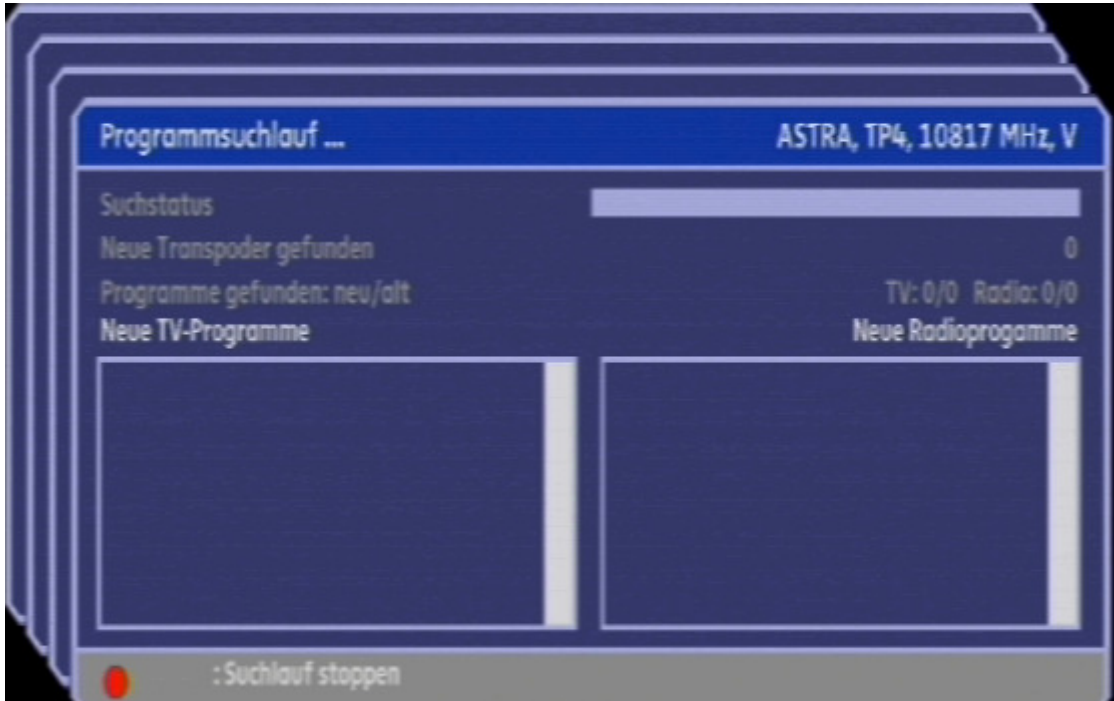 Programmsuchlauf ... ASTRA, TP4, 10817 MHz, V
Suchstatus
Neue Transpoder gefunden 0
Programme gefunden: neu/alt TV: 0/0 Radio: 0/0
Neue TV-Programme Neue Radioprogamme
: Suchlauf stoppen